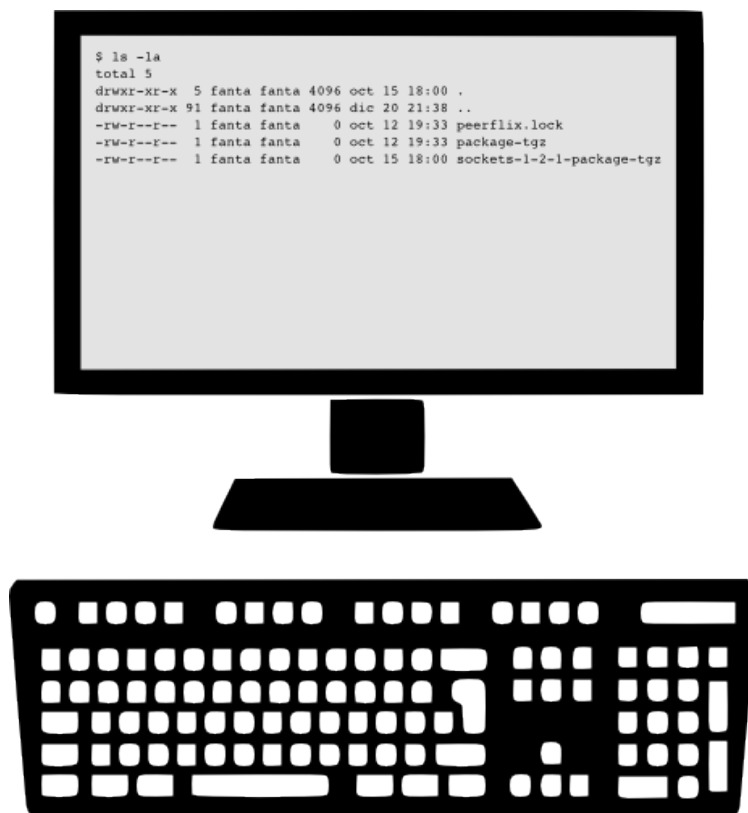 $ ls -la
total 5
drwxr-xr-x  5 fanta fanta 4096 oct 15 18:00 .
drwxr-xr-x 91 fanta fanta 4096 dic 20 21:38 ..
-rw-r--r--  1 fanta fanta    0 oct 12 19:33 peerflix.lock
-rw-r--r--  1 fanta fanta    0 oct 12 19:33 package-tgz
-rw-r--r--  1 fanta fanta    0 oct 15 18:00 sockets-1-2-1-package-tgz